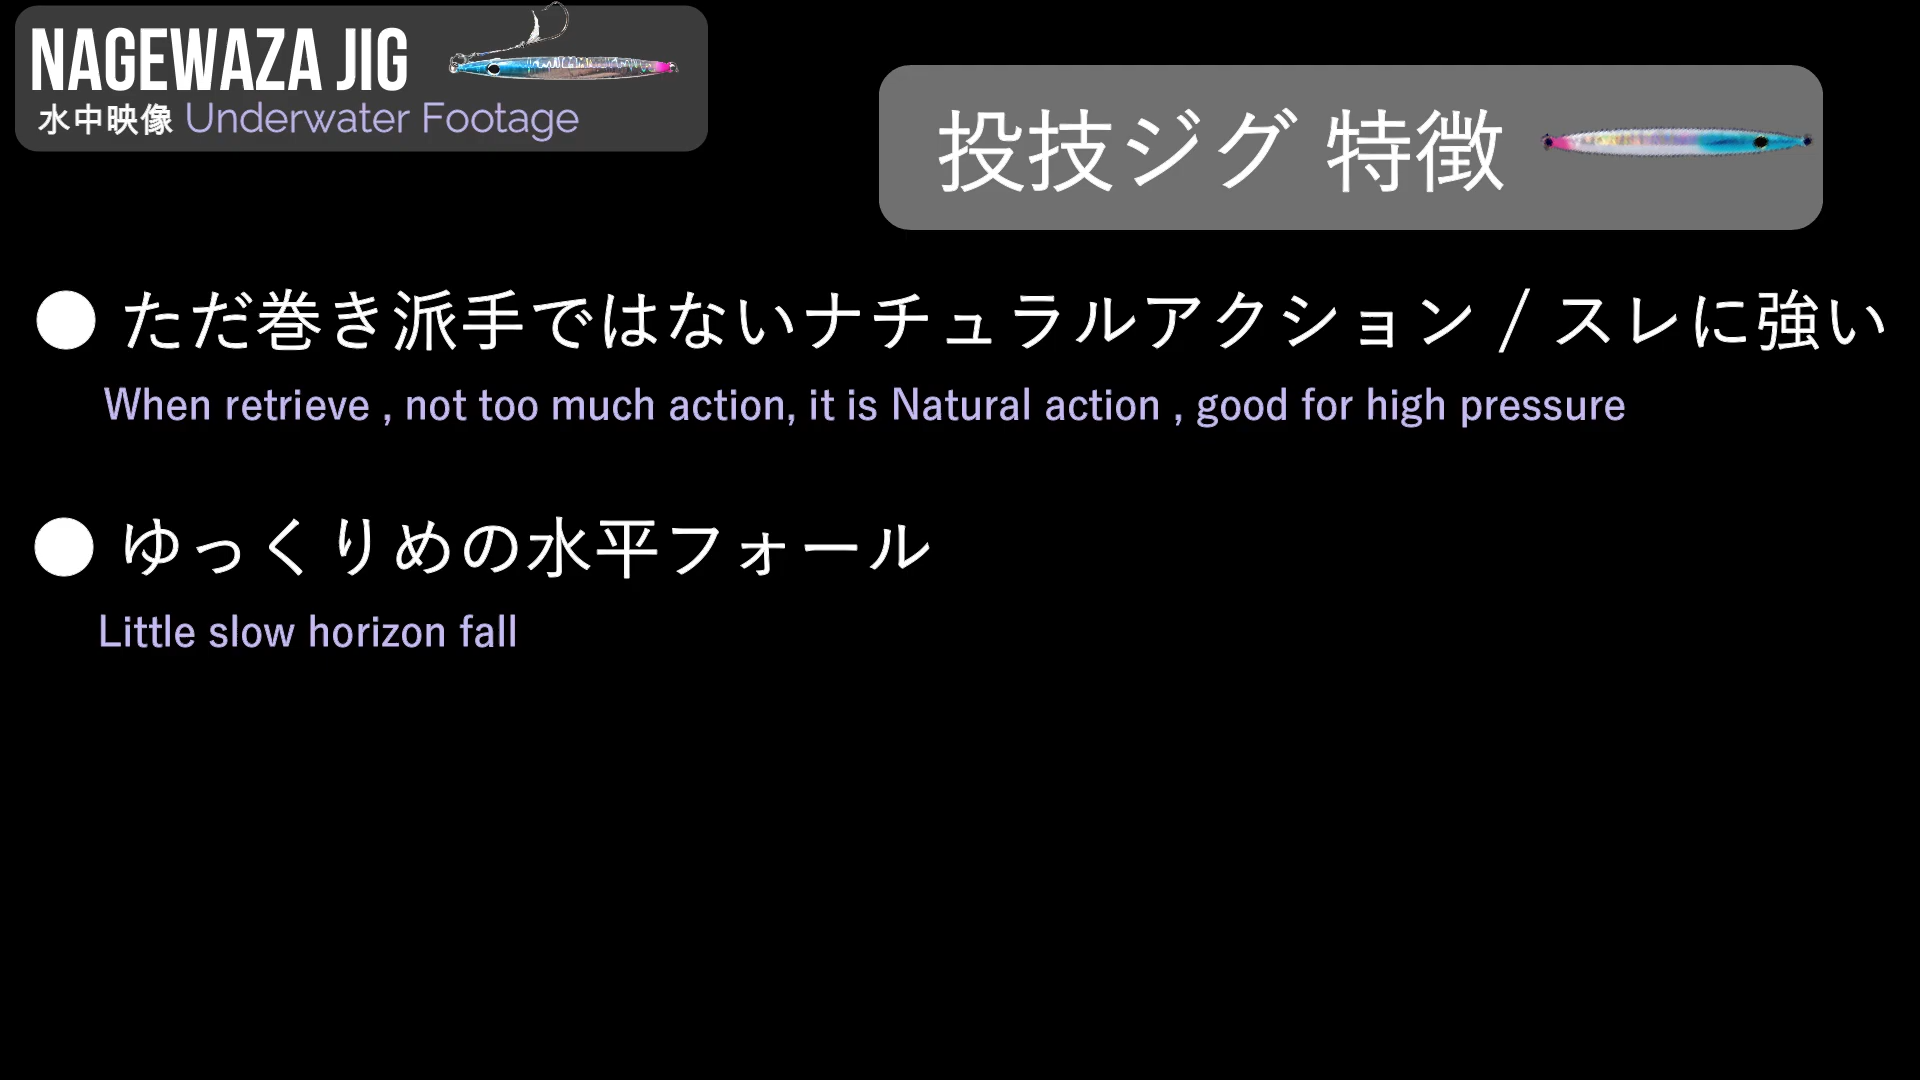 NAGEWAZA JIG
水中映像 Underwater Footage
投技ジグ 特徴
● ただ巻き派手ではないナチュラルアクション / スレに強い
When retrieve , not too much action, it is Natural action , good for high pressure
● ゆっくりめの水平フォール
Little slow horizon fall